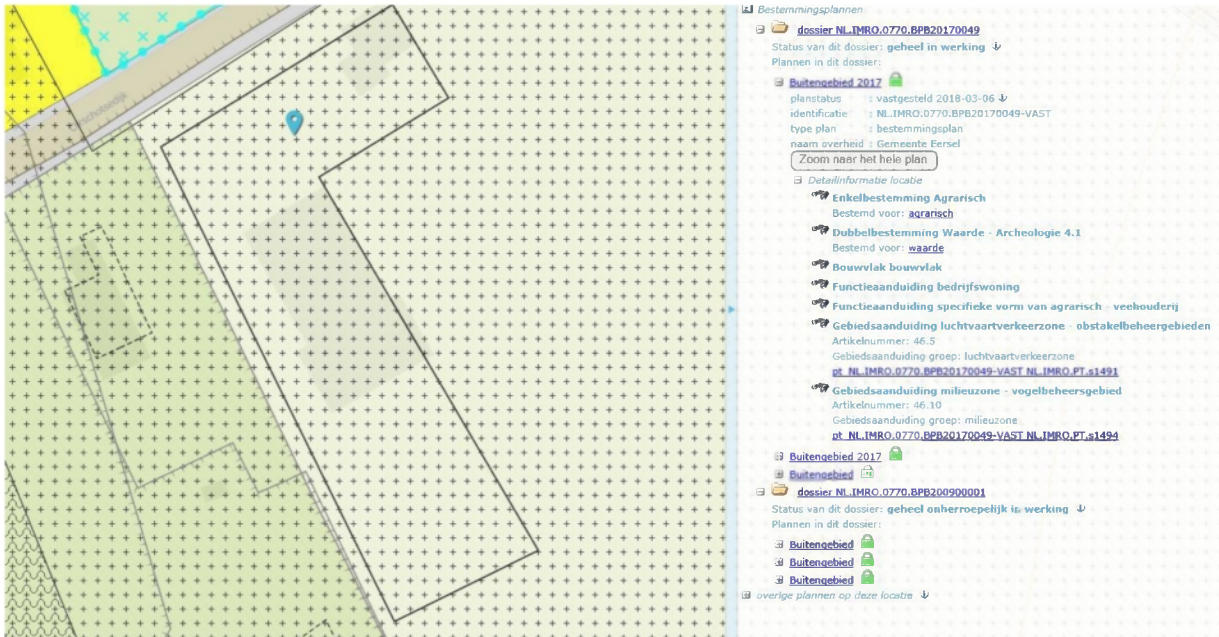 Bestemmingsplannen
dossier NL.IMRO.0770.BPB20170049
Status van dit dossier: geheel in werking
Plannen in dit dossier:
Buitengebied 2017
planstatus : vastgesteld 2018-03-06
identificatie : NL.IMRO.0770.BPB20170049-VAST
type plan : bestemmingsplan
naam overheid : Gemeente Eersel
Zoom naar het hele plan
Detailinformatie locatie
Enkelbestemming Agrarisch
Bestemd voor: agrarisch
Dubbelbestemming Waarde - Archeologie 4.1
Bestemd voor: waarde
Bouwvlak bouwvlak
Functieaanduiding bedrijfswoning
Functieaanduiding specifieke vorm van agrarisch - veehouderij
Gebiedsaanduiding luchtvaartverkeerzone - obstakelbeheergebieden
Artikelnummer: 46.5
Gebiedsaanduiding groep: luchtvaartverkeerzone
pt_NL.IMRO.0770.BPB20170049-VAST_NL.IMRO.PT.s1491
Gebiedsaanduiding milieuzone - vogelbeheersgebied
Artikelnummer: 46.10
Gebiedsaanduiding groep: milieuzone
pt_NL.IMRO.0770.BPB20170049-VAST_NL.IMRO.PT.s1494
Buitengebied 2017
Buitengebied
dossier NL.IMRO.0770.BPB200900001
Status van dit dossier: geheel onherroepelijk in werking
Plannen in dit dossier:
Buitengebied
Buitengebied
Buitengebied
overige plannen op deze locatie